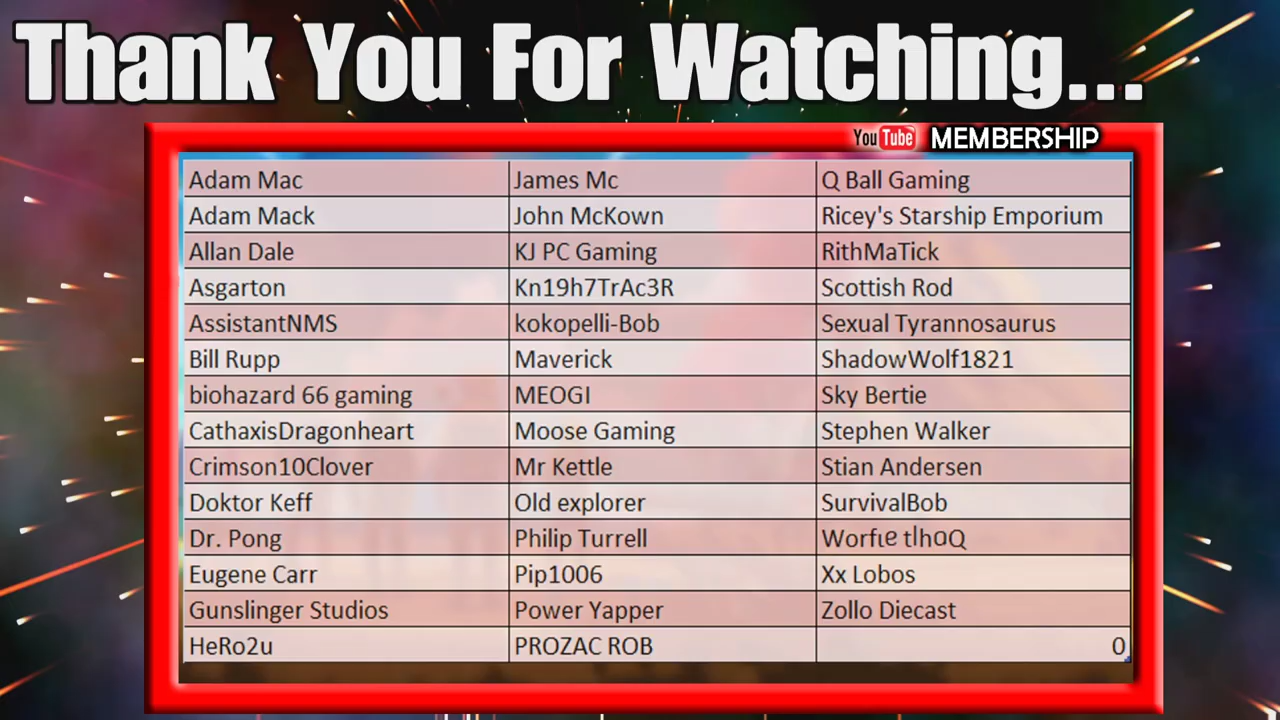 Thank You For Watching...
YouTube MEMBERSHIP
Adam Mac James Mc Q Ball Gaming
Adam Mack John McKown Ricey's Starship Emporium
Allan Dale KJ PC Gaming RithMaTick
Asgarton Kn19h7TrAc3R Scottish Rod
AssistantNMS kokopelli-Bob Sexual Tyrannosaurus
Bill Rupp Maverick ShadowWolf1821
biohazard 66 gaming MEOGI Sky Bertie
CathaxisDragonheart Moose Gaming Stephen Walker
Crimson10Clover Mr Kettle Stian Andersen
Doktor Keff Old explorer SurvivalBob
Dr. Pong Philip Turrell
Eugene Carr Pip1006 Xx Lobos
Gunslinger Studios Power Yapper Zollo Diecast
HeRo2u PROZAC ROB 0